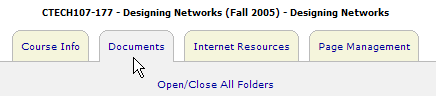 CTECH107-177 - Designing Networks (Fall 2005) - Designing Networks
Course Info Documents Internet Resources Page Management
Open/Close All Folders